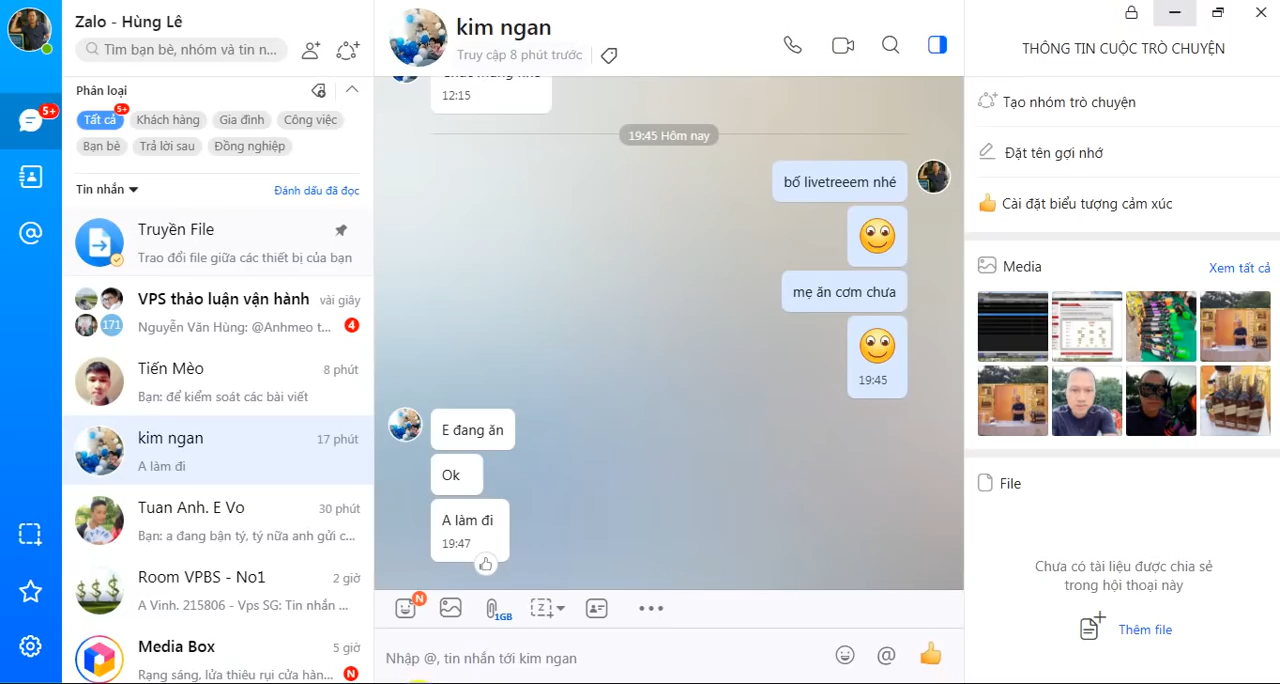 Zalo - Hùng Lê
Tìm bạn bè, nhóm và tin n...
Phân loại
Tất cả
5+
Khách hàng
Gia đình
Công việc
Bạn bè
Trả lời sau
Đồng nghiệp
5+
Tin nhắn
Đánh dấu đã đọc
Truyền File
Trao đổi file giữa các thiết bị của bạn
VPS thảo luận vận hành
vài giây
171
Nguyễn Văn Hùng: @Anhmeo t...
4
Tiến Mèo
8 phút
Bạn: để kiểm soát các bài viết
kim ngan
17 phút
A làm đi
Tuan Anh. E Vo
30 phút
Bạn: a đang bận tý, tý nữa anh gửi c...
Room VPBS - No1
2 giờ
A Vinh. 215806 - Vps SG: Tin nhắn ...
Media Box
5 giờ
Rạng sáng, lửa thiêu rụi cửa hàn...
N
kim ngan
Truy cập 8 phút trước
12:15
19:45 Hôm nay
bố livetreeem nhé
mẹ ăn cơm chưa
19:45
E đang ăn
Ok
A làm đi
19:47
N
1GB
Nhập @, tin nhắn tới kim ngan
THÔNG TIN CUỘC TRÒ CHUYỆN
Tạo nhóm trò chuyện
Đặt tên gợi nhớ
Cài đặt biểu tượng cảm xúc
Media
Xem tất cả
File
Chưa có tài liệu được chia sẻ
trong hội thoại này
Thêm file